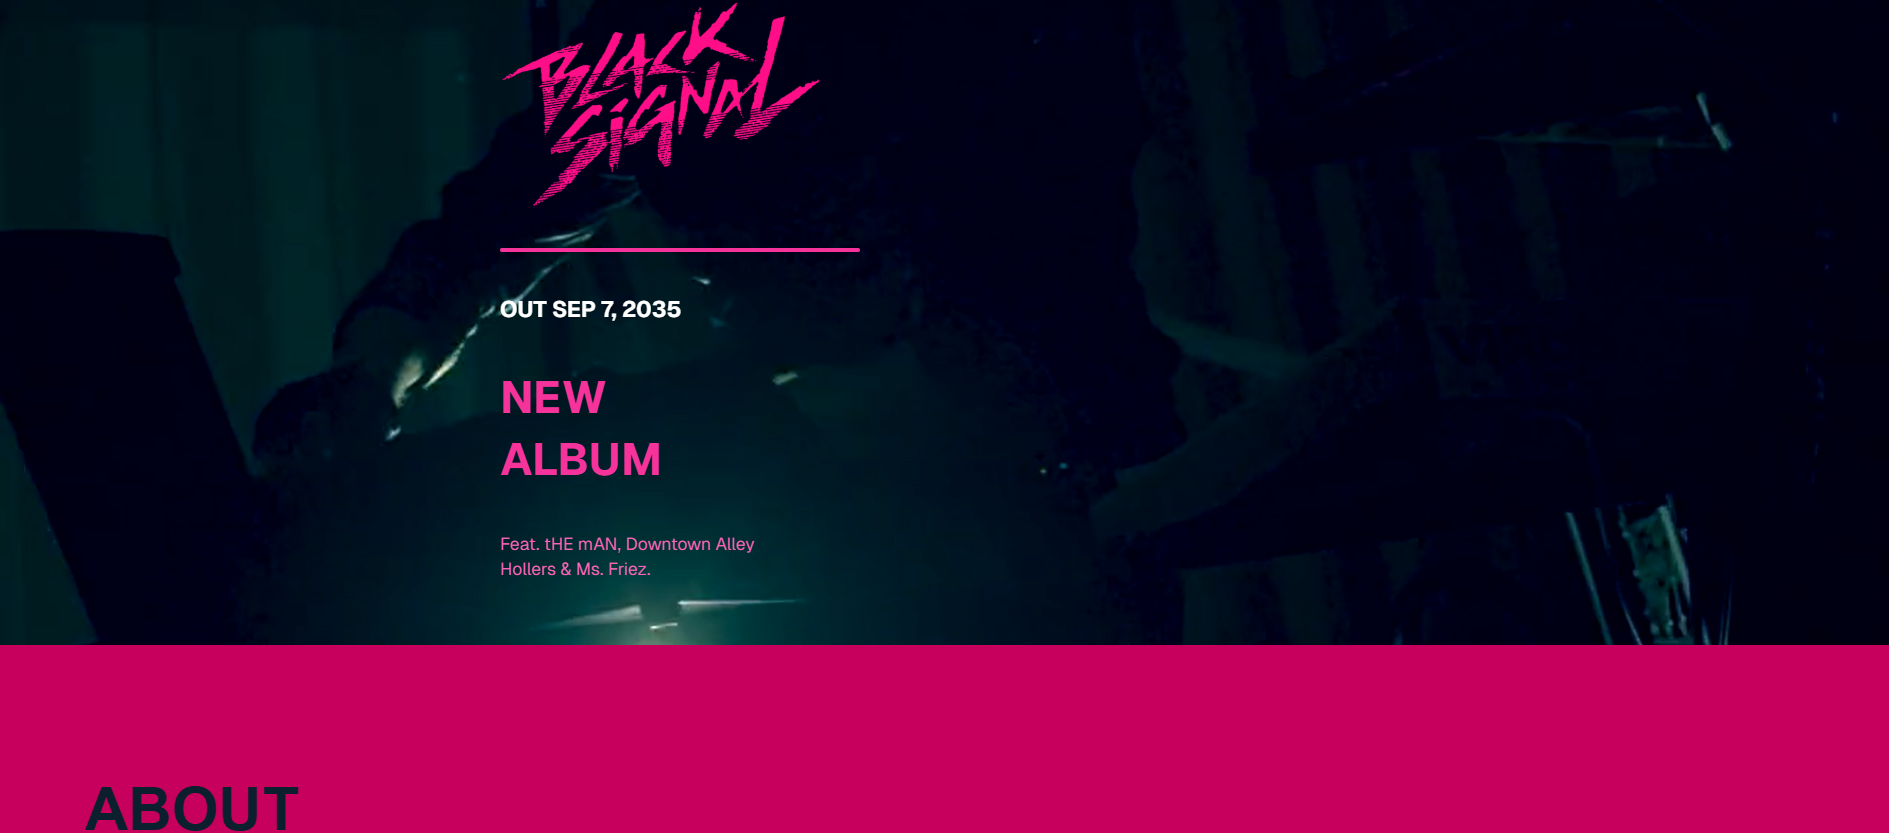 BLACK
SiGNAL
OUT SEP 7, 2035
NEW
ALBUM
Feat. tHE mAN, Downtown Alley
Hollers & Ms. Friez.
ABOUT